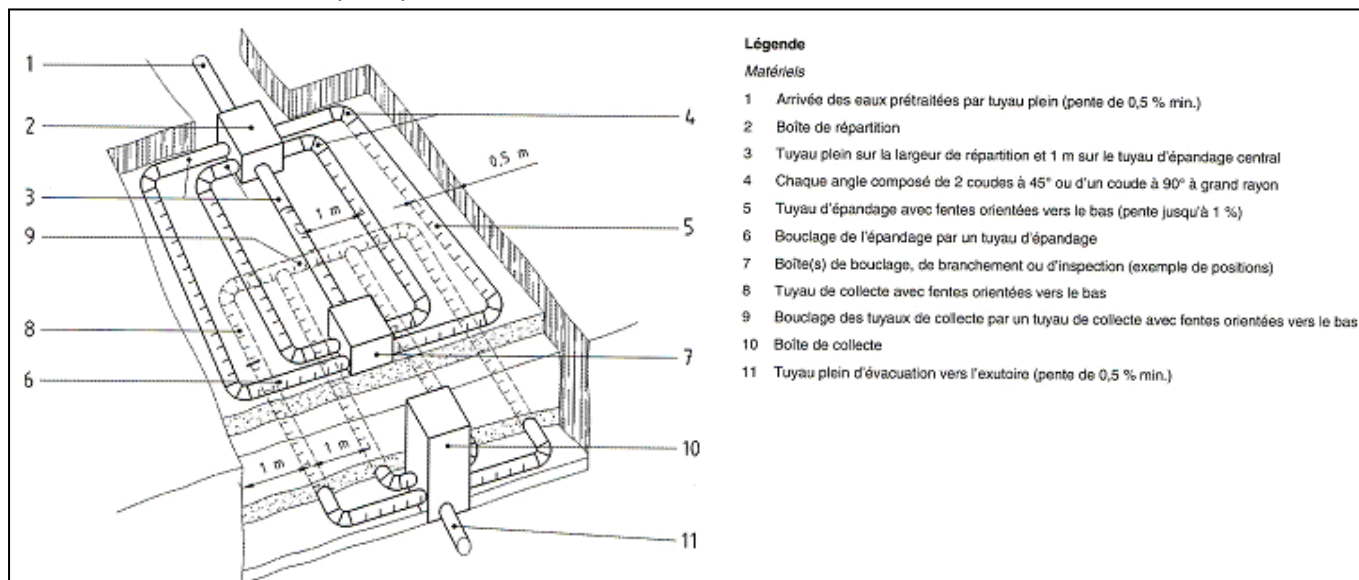 1
2
3
9
8
6
4
0,5 m
1 m
5
7
1 m
1 m
10
11
Légende
Matériels
1 Arrivée des eaux prétraitées par tuyau plein (pente de 0,5 % min.)
2 Boîte de répartition
3 Tuyau plein sur la largeur de répartition et 1 m sur le tuyau d'épandage central
4 Chaque angle composé de 2 coudes à 45° ou d'un coude à 90° à grand rayon
5 Tuyau d'épandage avec fentes orientées vers le bas (pente jusqu'à 1 %)
6 Bouclage de l'épandage par un tuyau d'épandage
7 Boîte(s) de bouclage, de branchement ou d'inspection (exemple de positions)
8 Tuyau de collecte avec fentes orientées vers le bas
9 Bouclage des tuyaux de collecte par un tuyau de collecte avec fentes orientées vers le bas
10 Boîte de collecte
11 Tuyau plein d'évacuation vers l'exutoire (pente de 0,5 % min.)